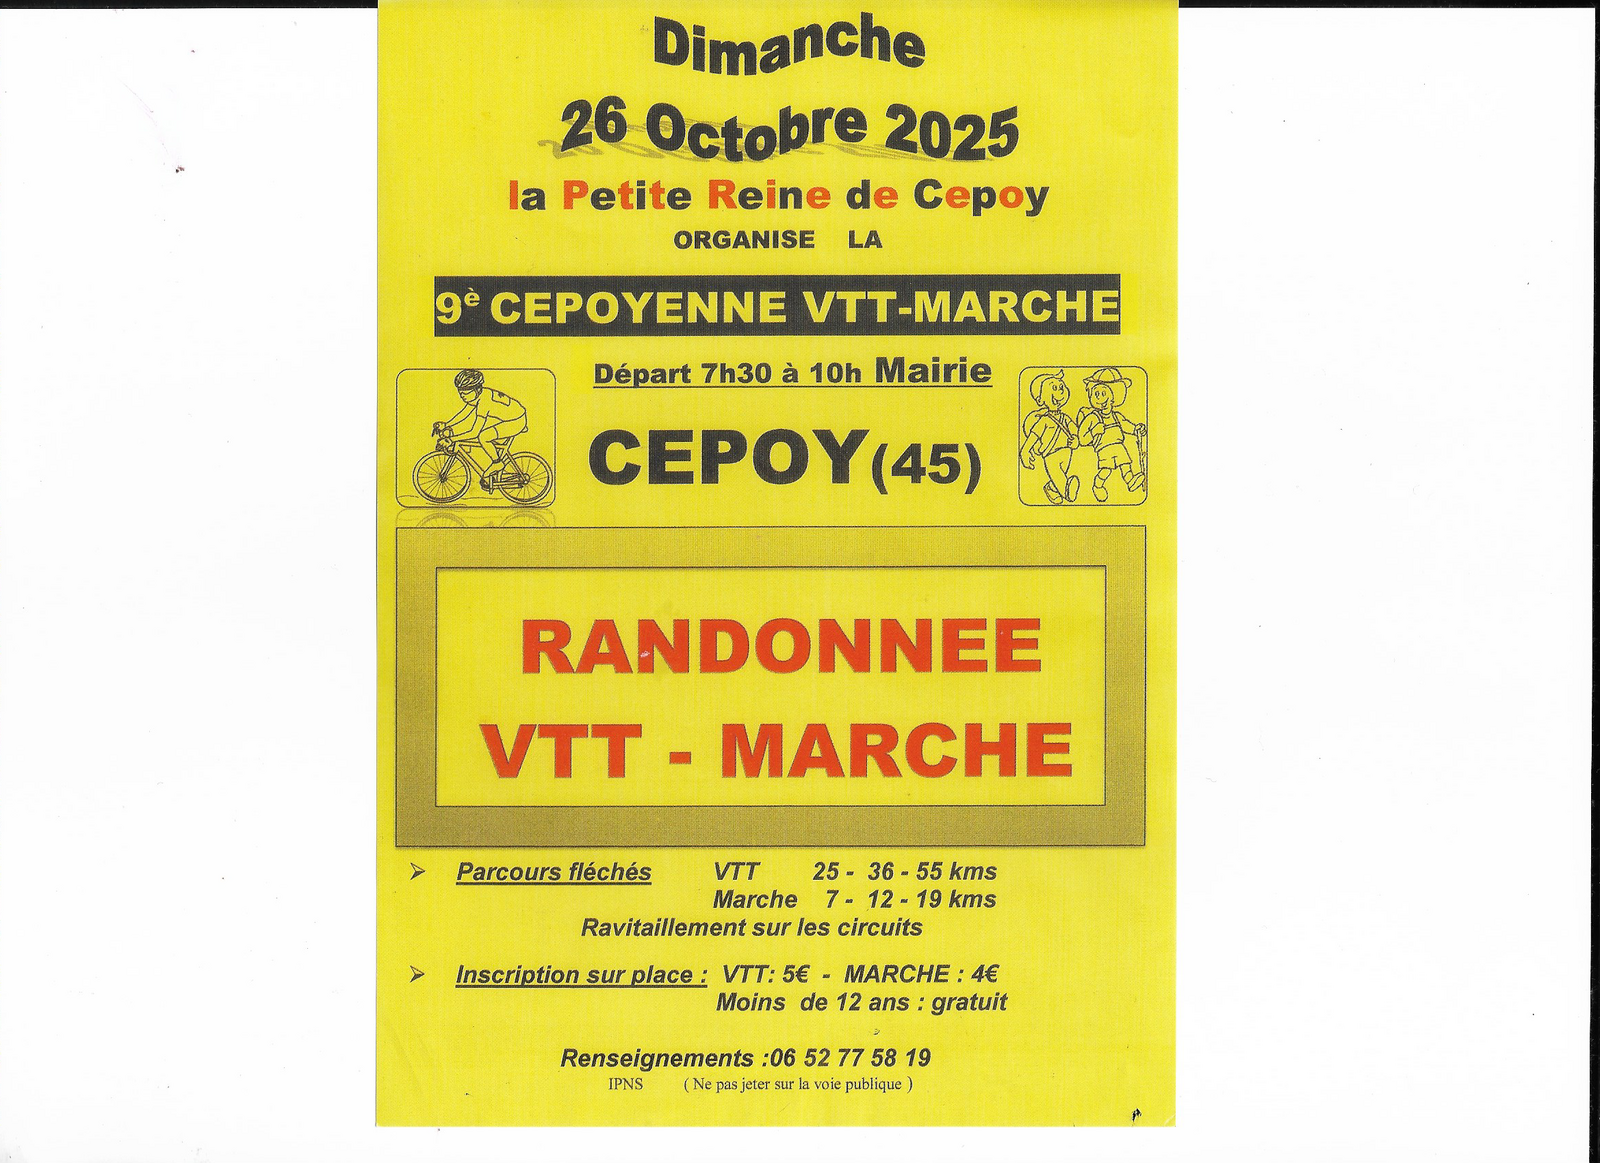 Dimanche
26 Octobre 2025
la Petite Reine de Cepoy
ORGANISE LA
9è CEPOYENNE VTT-MARCHE
Départ 7h30 à 10h Mairie
CEPOY (45)
RANDONNEE
VTT - MARCHE
➢ Parcours fléchés VTT 25 - 36 - 55 kms
Marche 7 - 12 - 19 kms
Ravitaillement sur les circuits
➢ Inscription sur place : VTT: 5€ - MARCHE : 4€
Moins de 12 ans : gratuit
Renseignements :06 52 77 58 19
IPNS ( Ne pas jeter sur la voie publique )